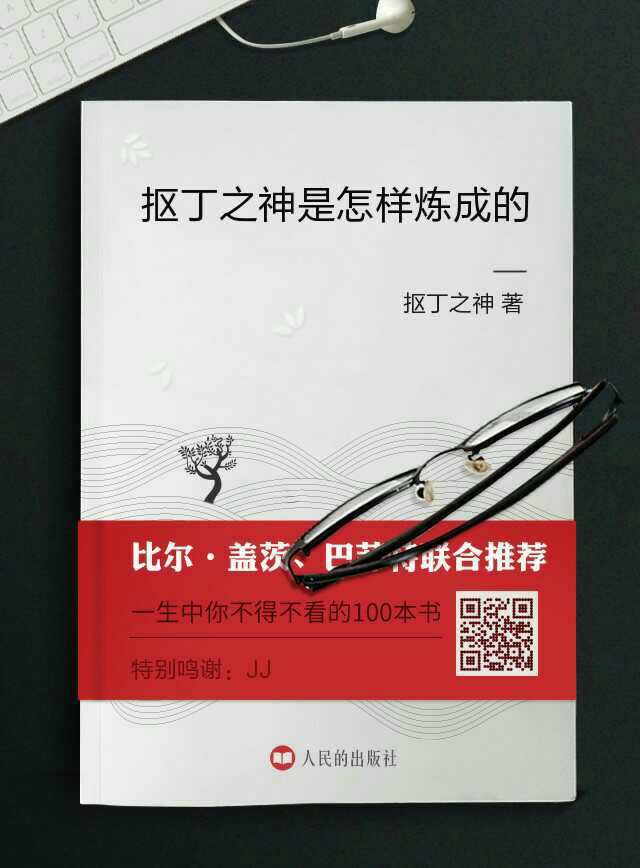 抠丁之神是怎样炼成的
抠丁之神 著
比尔·盖茨、巴菲特联合推荐
一生中你不得不看的100本书
特别鸣谢：JJ
人民的出版社